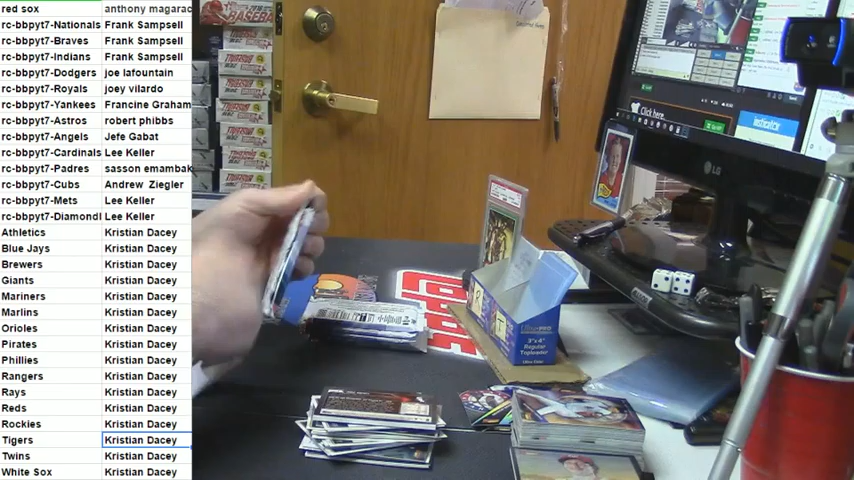 red sox anthony magarac
rc-bbpyt7-Nationals Frank Sampsell
rc-bbpyt7-Braves Frank Sampsell
rc-bbpyt7-Indians Frank Sampsell
rc-bbpyt7-Dodgers joe lafountain
rc-bbpyt7-Royals joey vilardo
rc-bbpyt7-Yankees Francine Graham
rc-bbpyt7-Astros robert phibbs
rc-bbpyt7-Angels Jefe Gabat
rc-bbpyt7-Cardinals Lee Keller
rc-bbpyt7-Padres sasson emambak
rc-bbpyt7-Cubs Andrew Ziegler
rc-bbpyt7-Mets Lee Keller
rc-bbpyt7-Diamondl Lee Keller
Athletics Kristian Dacey
Blue Jays Kristian Dacey
Brewers Kristian Dacey
Giants Kristian Dacey
Mariners Kristian Dacey
Marlins Kristian Dacey
Orioles Kristian Dacey
Pirates Kristian Dacey
Phillies Kristian Dacey
Rangers Kristian Dacey
Rays Kristian Dacey
Reds Kristian Dacey
Rockies Kristian Dacey
Tigers Kristian Dacey
Twins Kristian Dacey
White Sox Kristian Dacey
BASEBALL
Click here
LG
3"x4"
Regular
Toploader